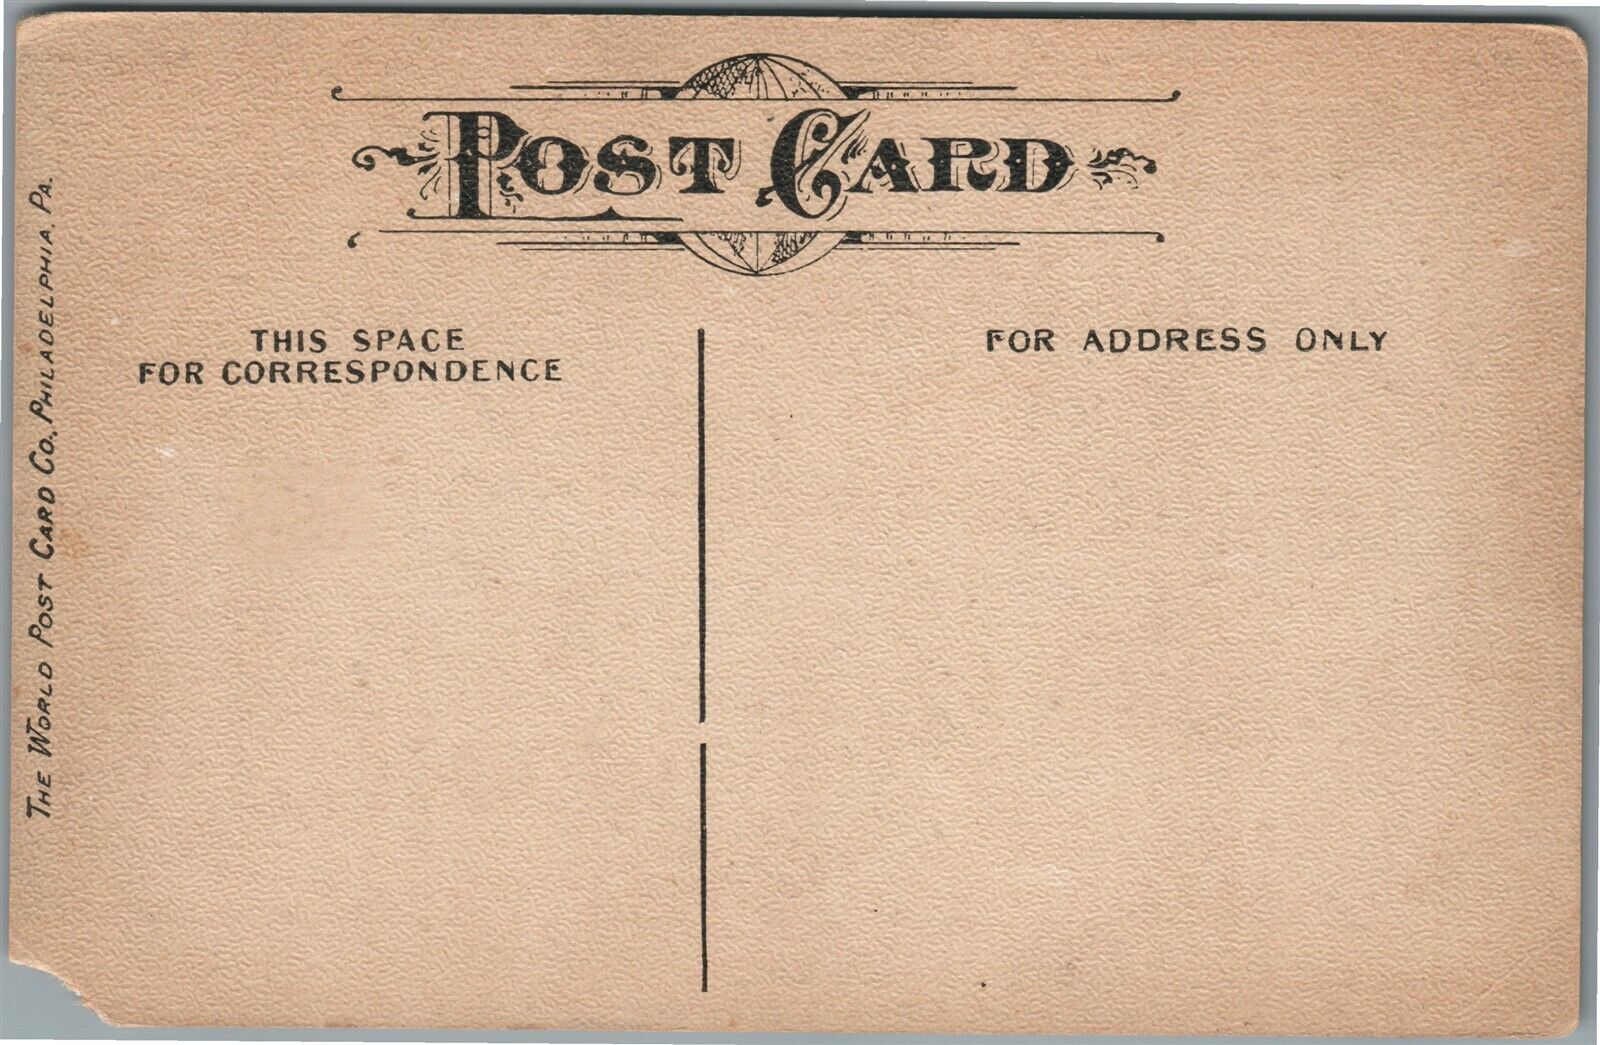 POST CARD
THIS SPACE
FOR CORRESPONDENCE
FOR ADDRESS ONLY
THE WORLD POST CARD CO., PHILADELPHIA, PA.